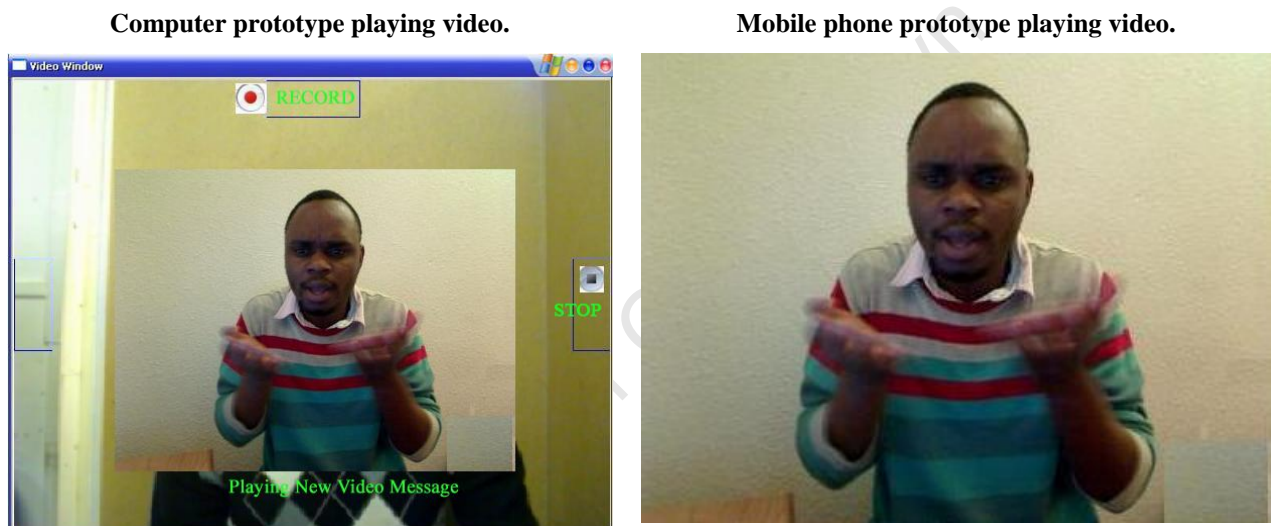 Computer prototype playing video.
Mobile phone prototype playing video.
Video Window
RECORD
STOP
Playing New Video Message